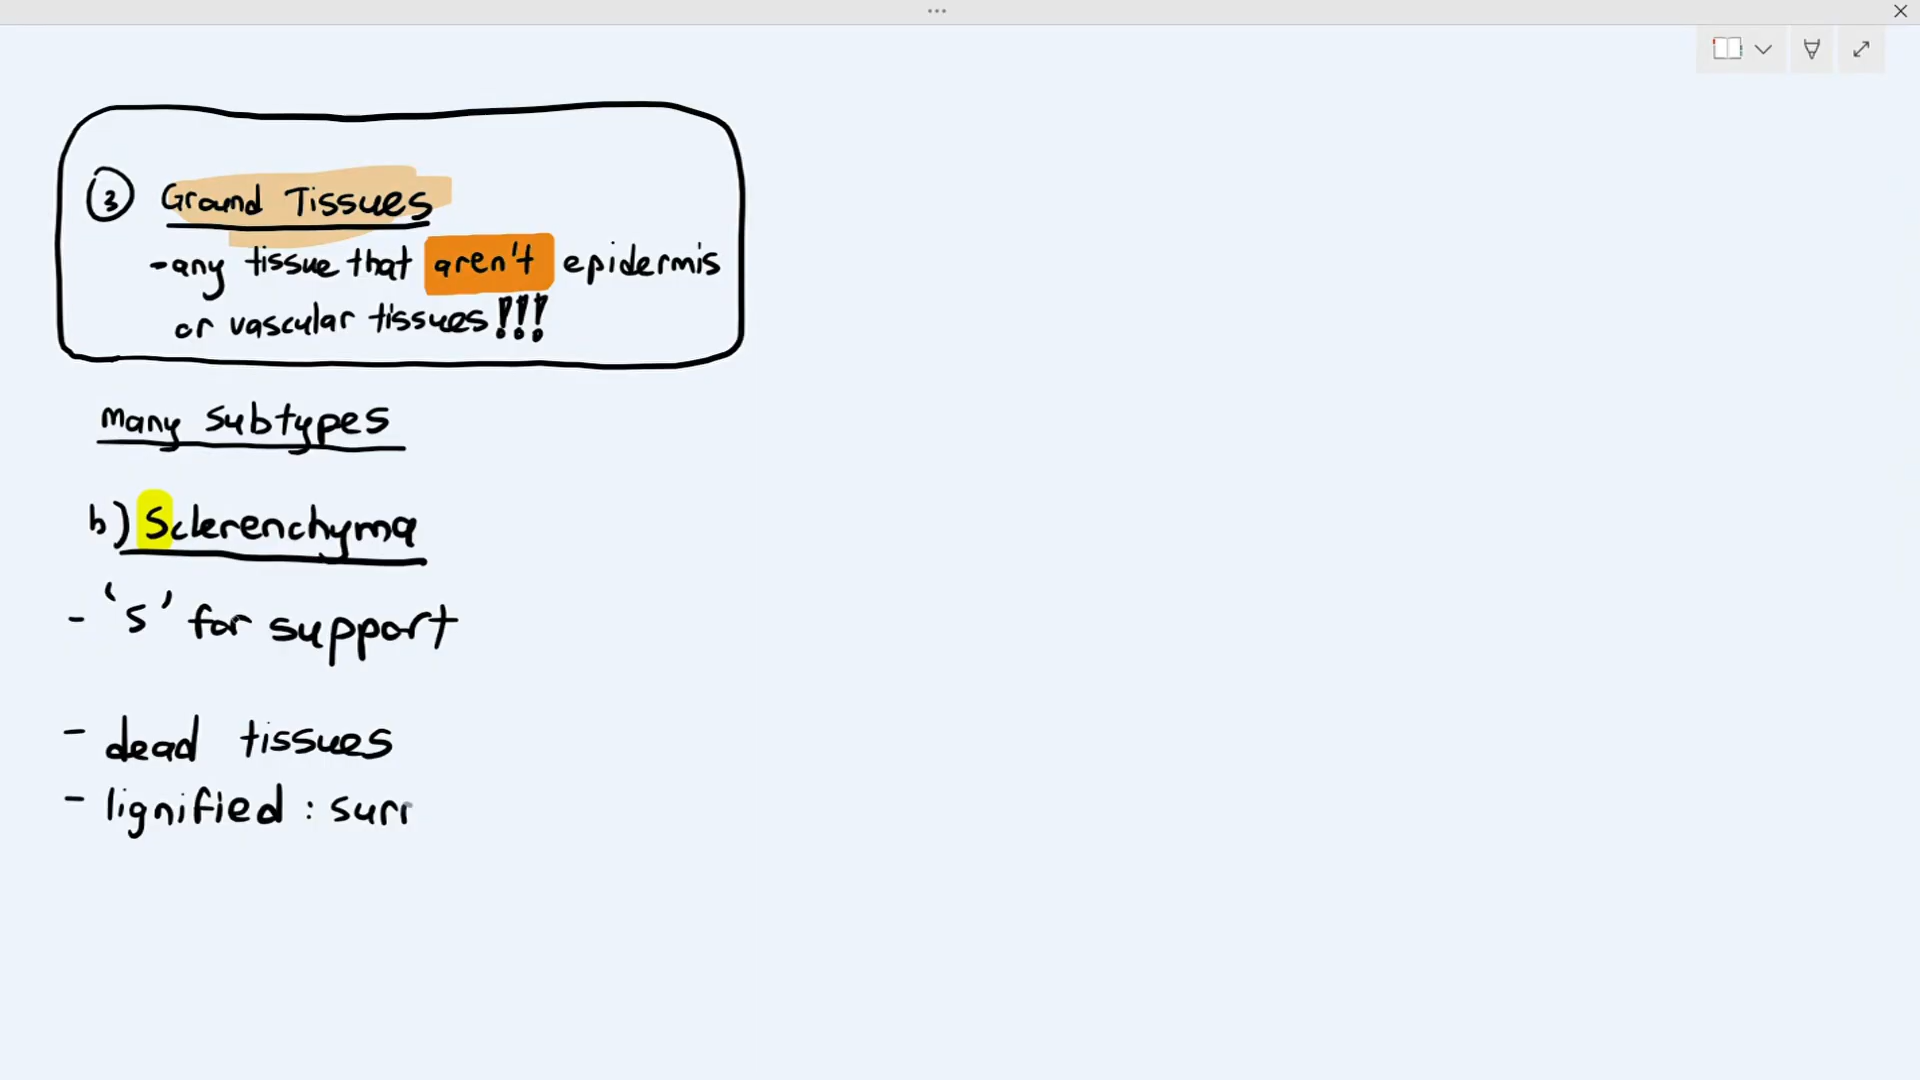 3 Ground Tissues
-any tissue that aren't epidermis
or vascular tissues!!!
Many Subtypes
b) Sclerenchyma
- 's' for support
- dead tissues
- lignified : surr